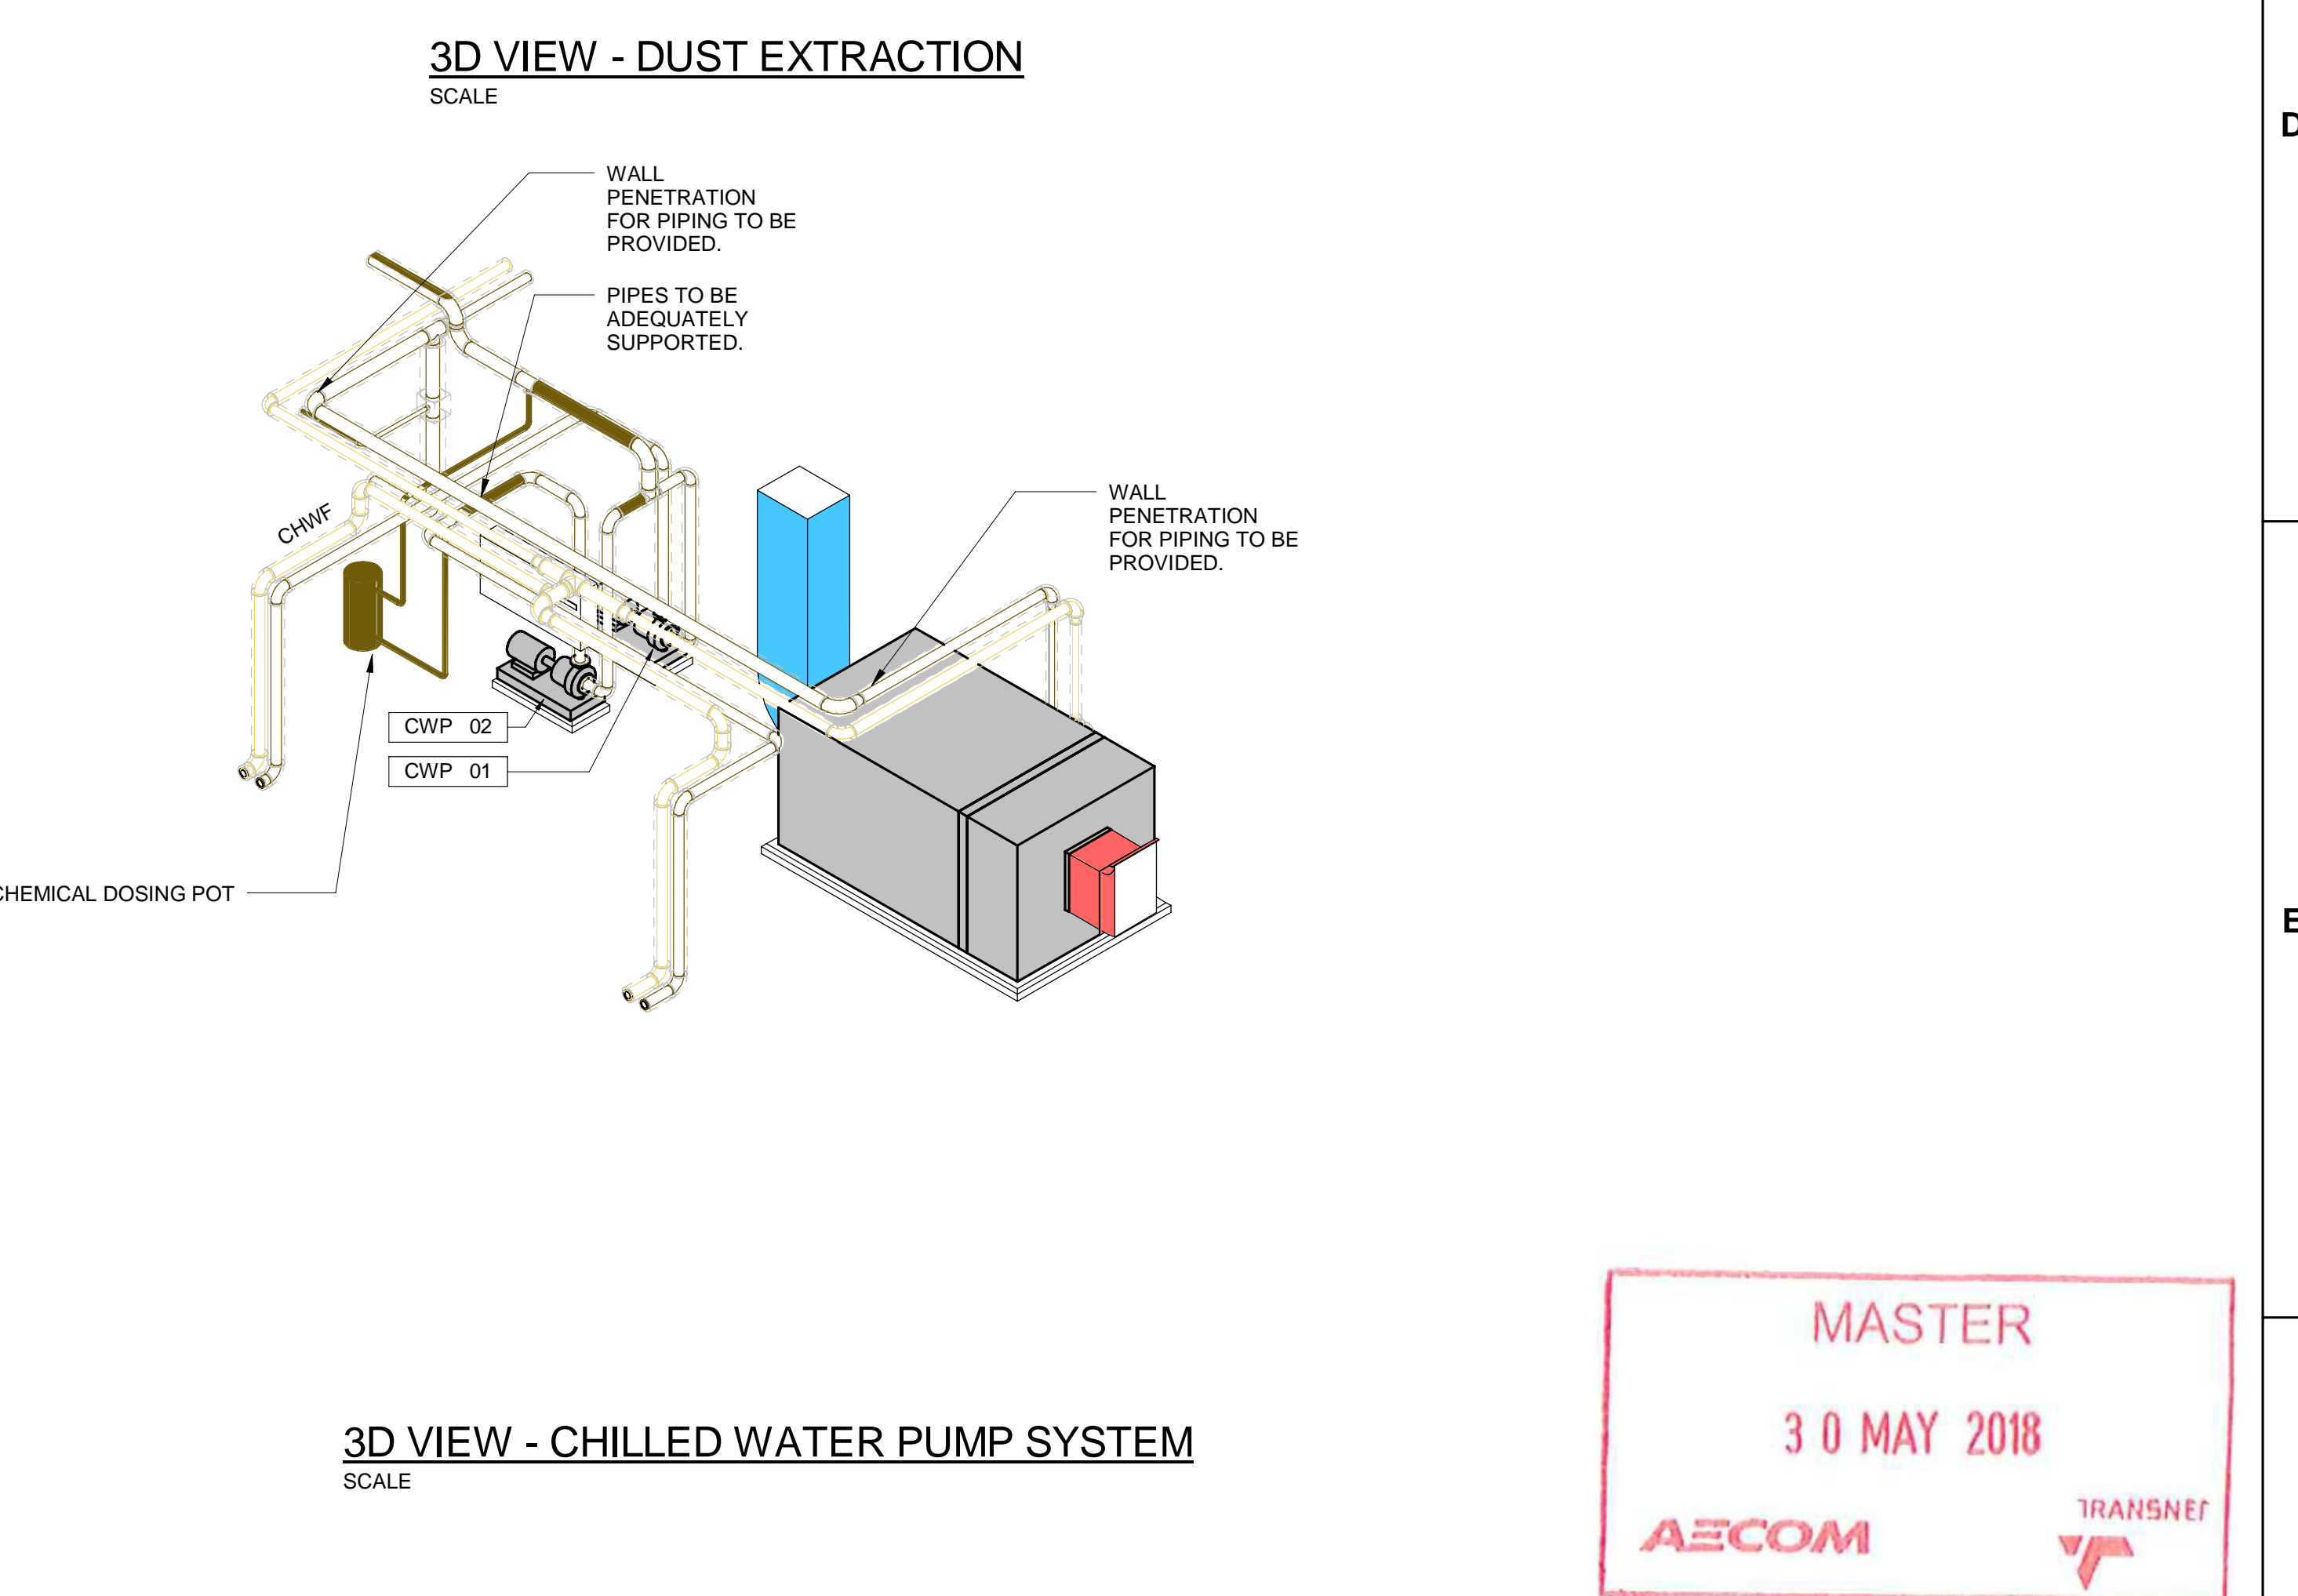 3D VIEW - DUST EXTRACTION
SCALE
WALL
PENETRATION
FOR PIPING TO BE
PROVIDED.
PIPES TO BE
ADEQUATELY
SUPPORTED.
WALL
PENETRATION
FOR PIPING TO BE
PROVIDED.
CHWF
CWP 02
CWP 01
CHEMICAL DOSING POT
3D VIEW - CHILLED WATER PUMP SYSTEM
SCALE
D
E
MASTER
30 MAY 2018
AECOM
TRANSNET